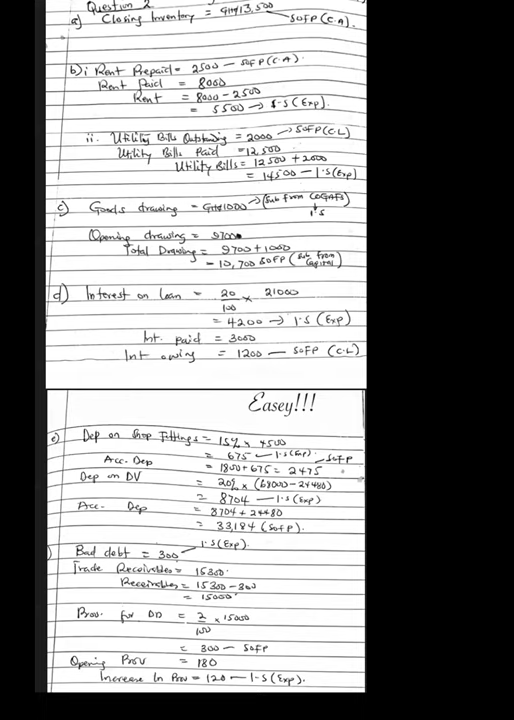 Question 2
a) Closing Inventory = GH¢13,500
SOFP (C.A)
b) i Rent Prepaid = 2500 — SOFP (C.A)
Rent Paid = 8000
Rent = 8000 - 2500
= 5500 → I.S (Exp).
ii. Utility Bills Outstanding = 2000 → SOFP (C.L)
Utility Bills Paid = 12,500
Utility Bills = 12500 + 2000
= 14500 — I.S (Exp)
c) Goods drawing = GH¢1000 → (Sub from COGAFS)
I.S
Opening drawing = 9700
Total Drawing = 9700 + 1000
= 10,700 SOFP (Sub from Capital)
d) Interest on loan = 20/100 × 21000
= 4200 → I.S (Exp)
Int. paid = 3000
Int owing = 1200 — SOFP (C.L)
Easey!!!
e) Dep on Shop Fittings = 15% × 4500
= 675 — I.S (Exp).
Acc. Dep = 1800 + 675 = 2475 SOFP
Dep on DV = 20% × (68000 - 24480)
= 8704 — I.S (Exp)
Acc. Dep = 8704 + 24480
= 33,184 (SOFP).
) Bad debt = 300 I.S (Exp).
Trade Receivables = 15300
Receivables = 15300 - 300
= 15000
Prov. for DD = 2/100 × 15000
= 300 — SOFP
Opening Prov = 180
Increase In Prov = 120 — I-S (Exp).